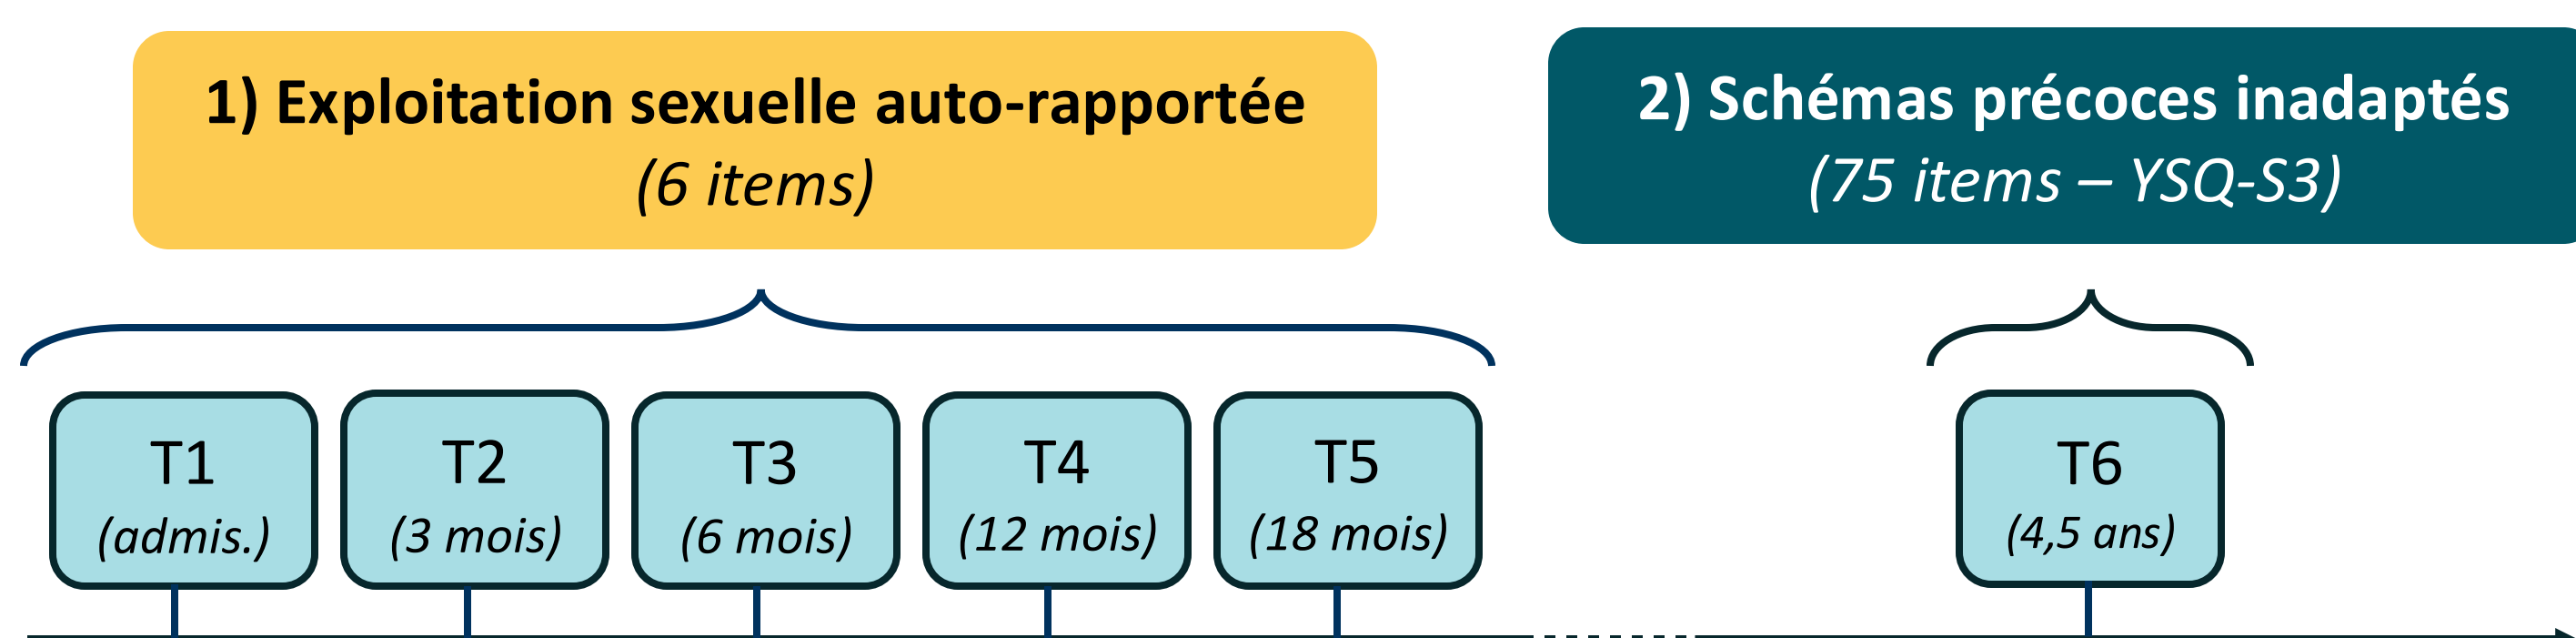 1) Exploitation sexuelle auto-rapportée
(6 items)
2) Schémas précoces inadaptés
(75 items – YSQ-S3)
T1
(admis.)
T2
(3 mois)
T3
(6 mois)
T4
(12 mois)
T5
(18 mois)
T6
(4,5 ans)